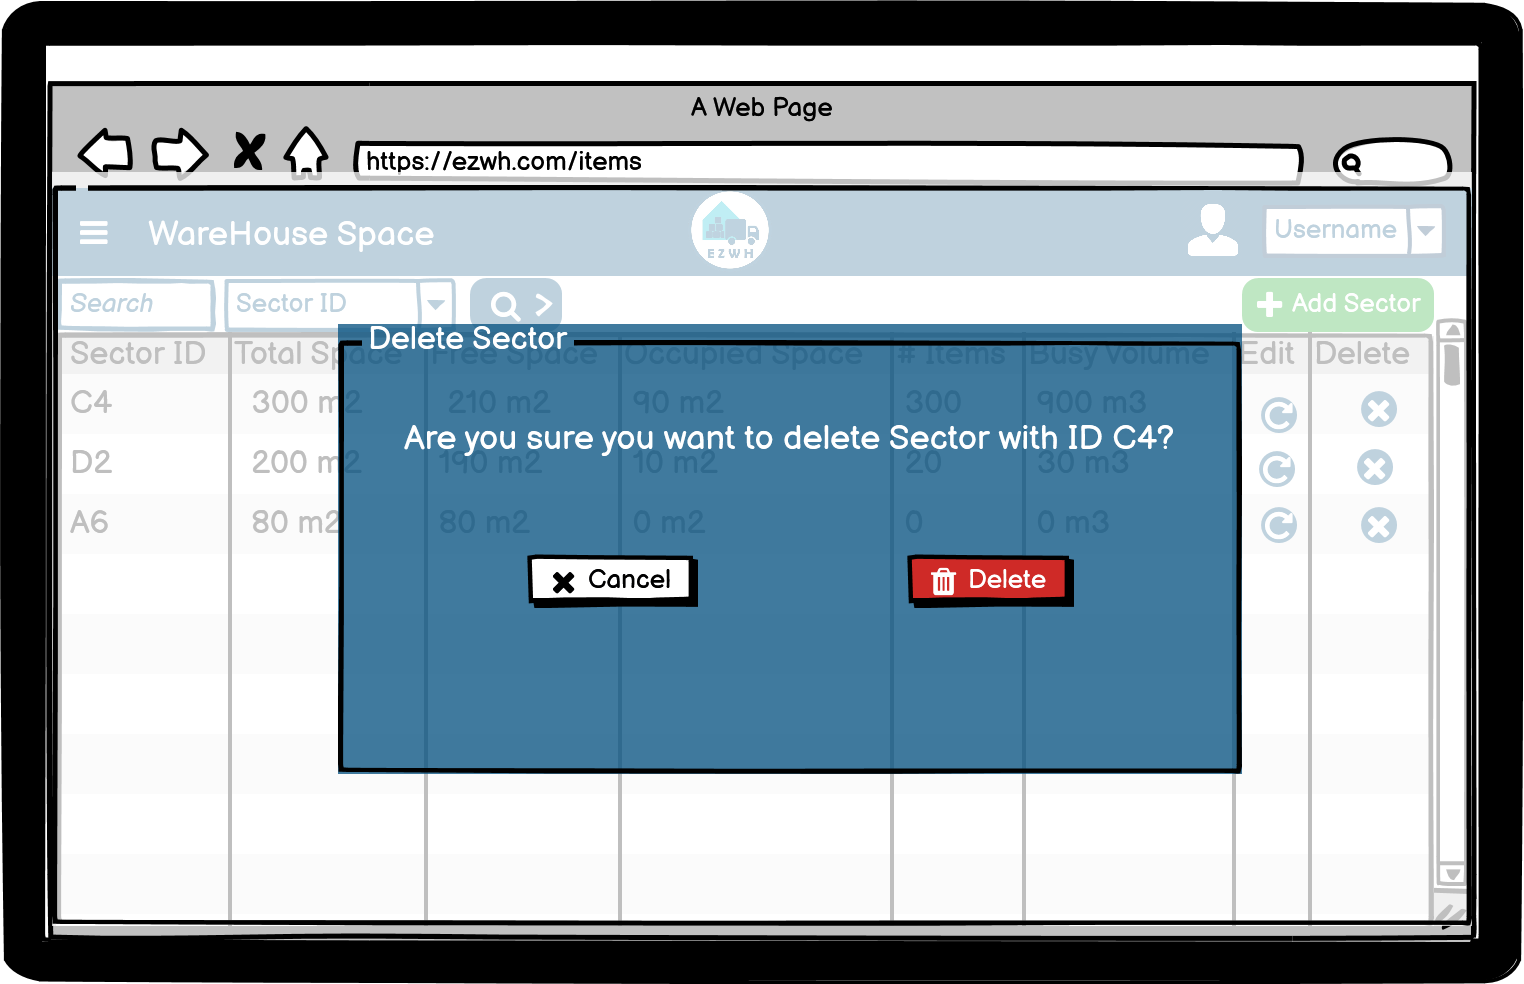 A Web Page
https://ezwh.com/items
WareHouse Space
EZWH
Username
Search
Sector ID
Add Sector
Delete Sector
Sector ID Total Space Free Space Occupied Space # Items Busy Volume Edit Delete
C4 300 m2 210 m2 90 m2 300 900 m3
Are you sure you want to delete Sector with ID C4?
D2 200 m2 190 m2 10 m2 20 30 m3
A6 80 m2 80 m2 0 m2 0 0 m3
Cancel
Delete